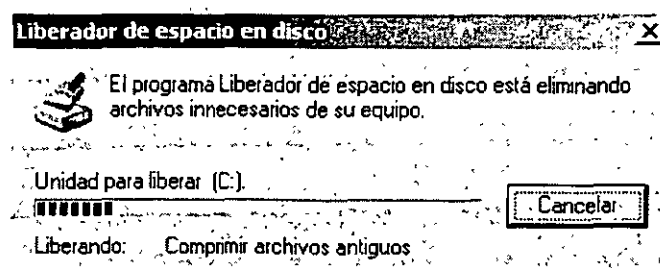 Liberador de espacio en disco
El programa Liberador de espacio en disco está eliminando
archivos innecesarios de su equipo.
Unidad para liberar (C:).
Cancelar
Liberando: Comprimir archivos antiguos